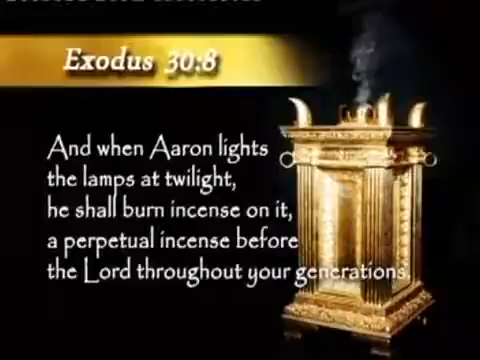 Exodus 30:8
And when Aaron lights
the lamps at twilight,
he shall burn incense on it,
a perpetual incense before
the Lord throughout your generations.